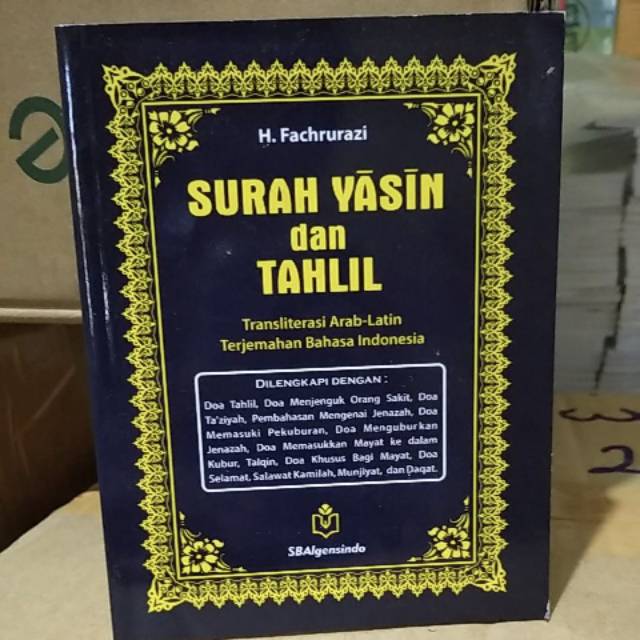 H. Fachrurazi
SURAH YĀSĪN
dan
TAHLIL
Transliterasi Arab-Latin
Terjemahan Bahasa Indonesia
DILENGKAPI DENGAN :
Doa Tahlil, Doa Menjenguk Orang Sakit, Doa
Ta'ziyah, Pembahasan Mengenai Jenazah, Doa
Memasuki Pekuburan, Doa Menguburkan
Jenazah, Doa Memasukkan Mayat ke dalam
Kubur, Talqin, Doa Khusus Bagi Mayat, Doa
Selamat, Salawat Kamilah, Munjiyat, dan Daqat.
SBAlgensindo
2